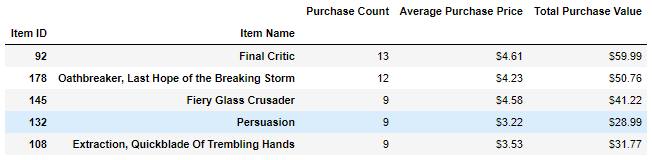 Purchase Count Average Purchase Price Total Purchase Value
Item ID Item Name
92 Final Critic 13 $4.61 $59.99
178 Oathbreaker, Last Hope of the Breaking Storm 12 $4.23 $50.76
145 Fiery Glass Crusader 9 $4.58 $41.22
132 Persuasion 9 $3.22 $28.99
108 Extraction, Quickblade Of Trembling Hands 9 $3.53 $31.77